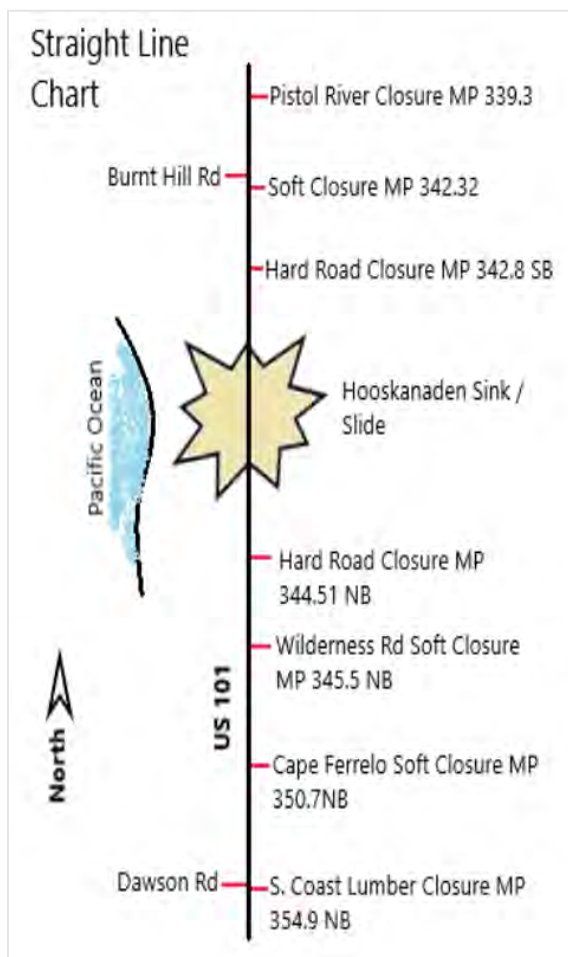 Straight Line
Chart
Pistol River Closure MP 339.3
Burnt Hill Rd
Soft Closure MP 342.32
Hard Road Closure MP 342.8 SB
Pacific Ocean
Hooskanaden Sink /
Slide
Hard Road Closure MP
344.51 NB
Wilderness Rd Soft Closure
MP 345.5 NB
US 101
North
Cape Ferrelo Soft Closure MP
350.7NB
Dawson Rd
S. Coast Lumber Closure MP
354.9 NB